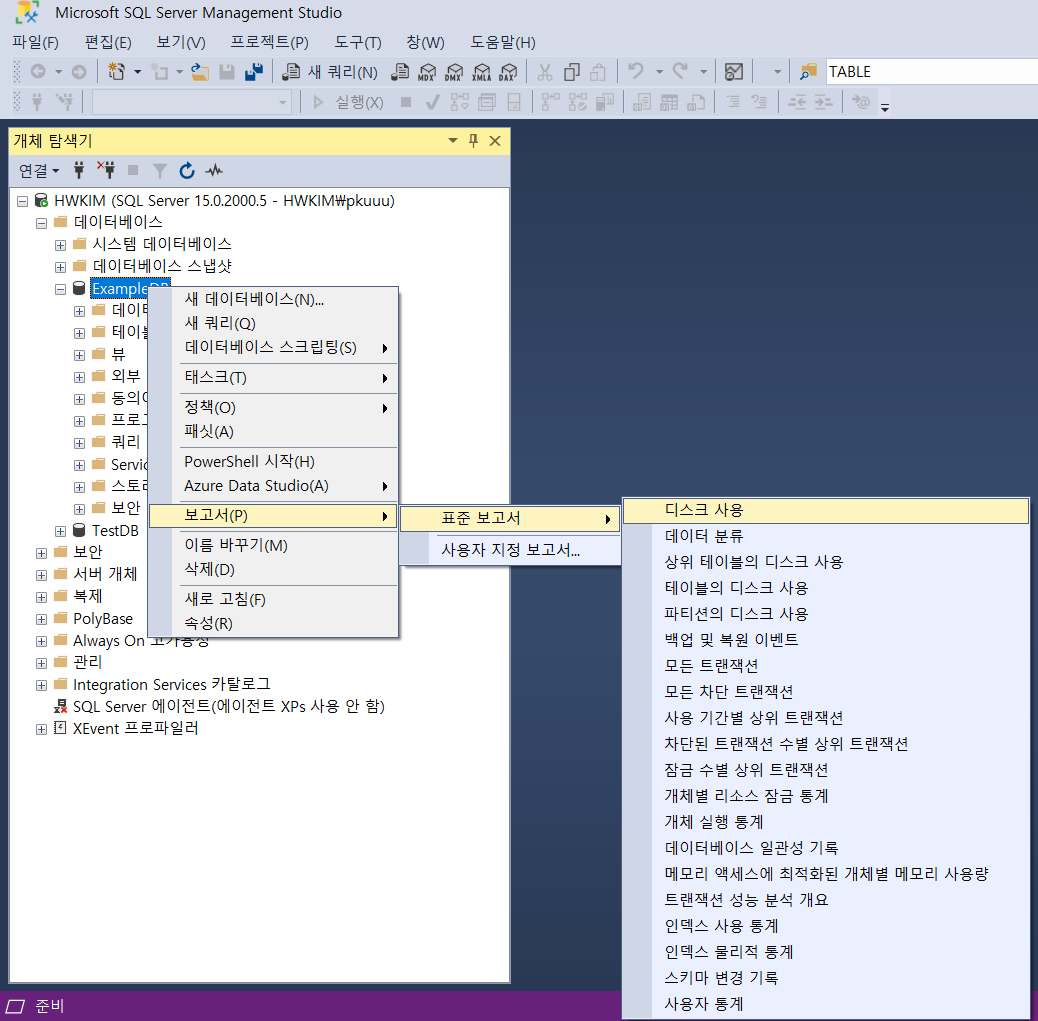 Microsoft SQL Server Management Studio
파일(F) 편집(E) 보기(V) 프로젝트(P) 도구(T) 창(W) 도움말(H)
새 쿼리(N) MDX DMX XMLA DAX TABLE
실행(X)
개체 탐색기
연결
HWKIM (SQL Server 15.0.2000.5 - HWKIM₩pkuuu)
데이터베이스
시스템 데이터베이스
데이터베이스 스냅샷
ExampleDB
뷰
외부
쿼리
보안
TestDB
보안
서버 개체
복제
PolyBase
Always On 고가용성
관리
Integration Services 카탈로그
SQL Server 에이전트(에이전트 XPs 사용 안 함)
XEvent 프로파일러
새 데이터베이스(N)...
새 쿼리(Q)
데이터베이스 스크립팅(S)
태스크(T)
정책(O)
패싯(A)
PowerShell 시작(H)
Azure Data Studio(A)
보고서(P)
이름 바꾸기(M)
삭제(D)
새로 고침(F)
속성(R)
표준 보고서
사용자 지정 보고서...
디스크 사용
데이터 분류
상위 테이블의 디스크 사용
테이블의 디스크 사용
파티션의 디스크 사용
백업 및 복원 이벤트
모든 트랜잭션
모든 차단 트랜잭션
사용 기간별 상위 트랜잭션
차단된 트랜잭션 수별 상위 트랜잭션
잠금 수별 상위 트랜잭션
개체별 리소스 잠금 통계
개체 실행 통계
데이터베이스 일관성 기록
메모리 액세스에 최적화된 개체별 메모리 사용량
트랜잭션 성능 분석 개요
인덱스 사용 통계
인덱스 물리적 통계
스키마 변경 기록
사용자 통계
준비